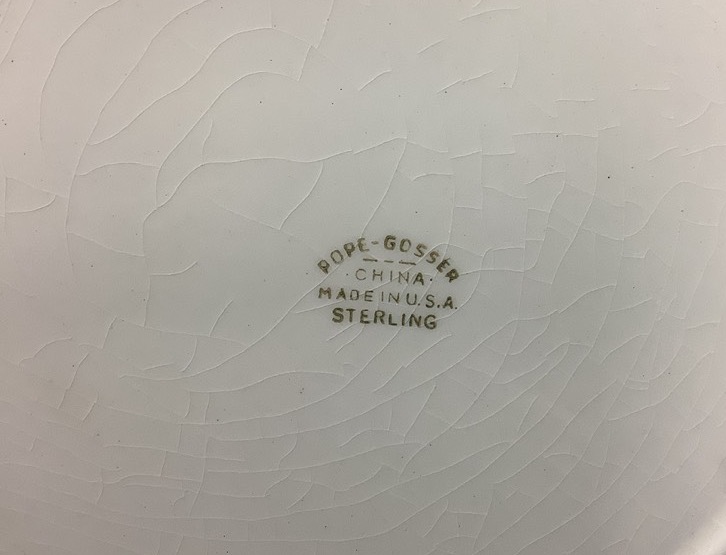 POPE-GOSSER
- - -
·CHINA·
MADE IN U.S.A.
STERLING